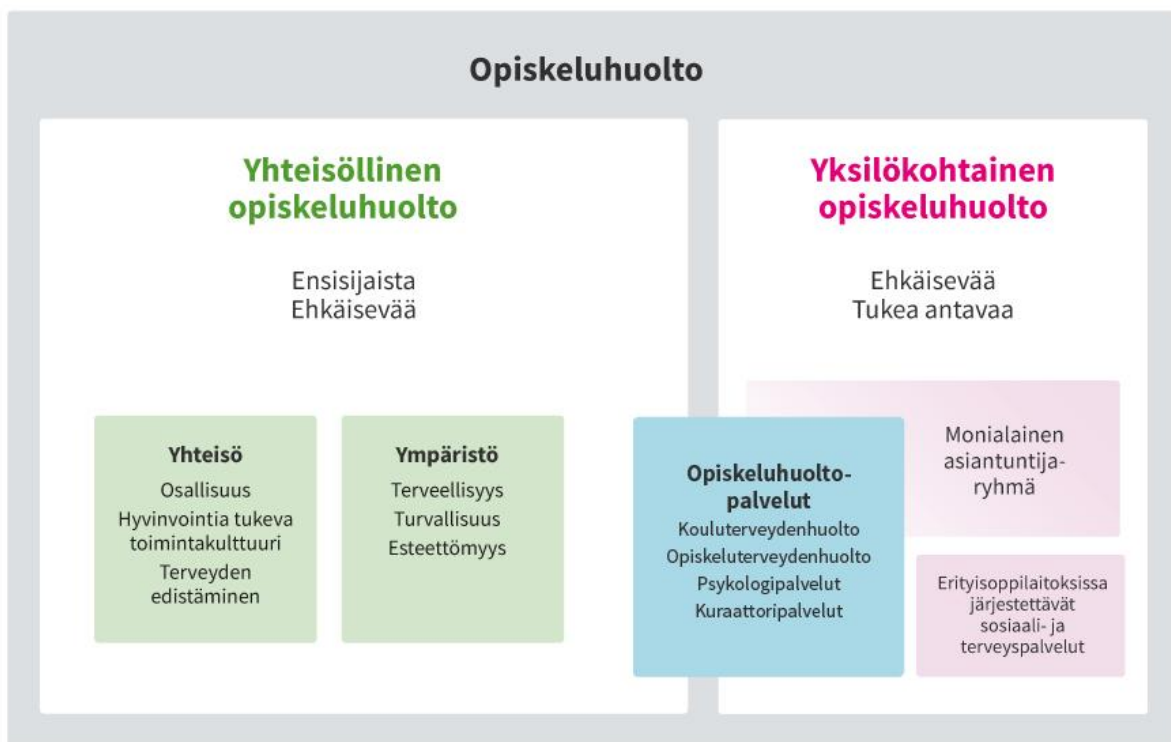 Opiskeluhuolto
Yhteisöllinen
opiskeluhuolto
Ensisijaista
Ehkäisevää
Yhteisö
Osallisuus
Hyvinvointia tukeva
toimintakulttuuri
Terveyden
edistäminen
Ympäristö
Terveellisyys
Turvallisuus
Esteettömyys
Opiskeluhuolto-
palvelut
Kouluterveydenhuolto
Opiskeluterveydenhuolto
Psykologipalvelut
Kuraattoripalvelut
Yksilökohtainen
opiskeluhuolto
Ehkäisevää
Tukea antavaa
Monialainen
asiantuntija-
ryhmä
Erityisoppilaitoksissa
järjestettävät
sosiaali- ja
terveyspalvelut